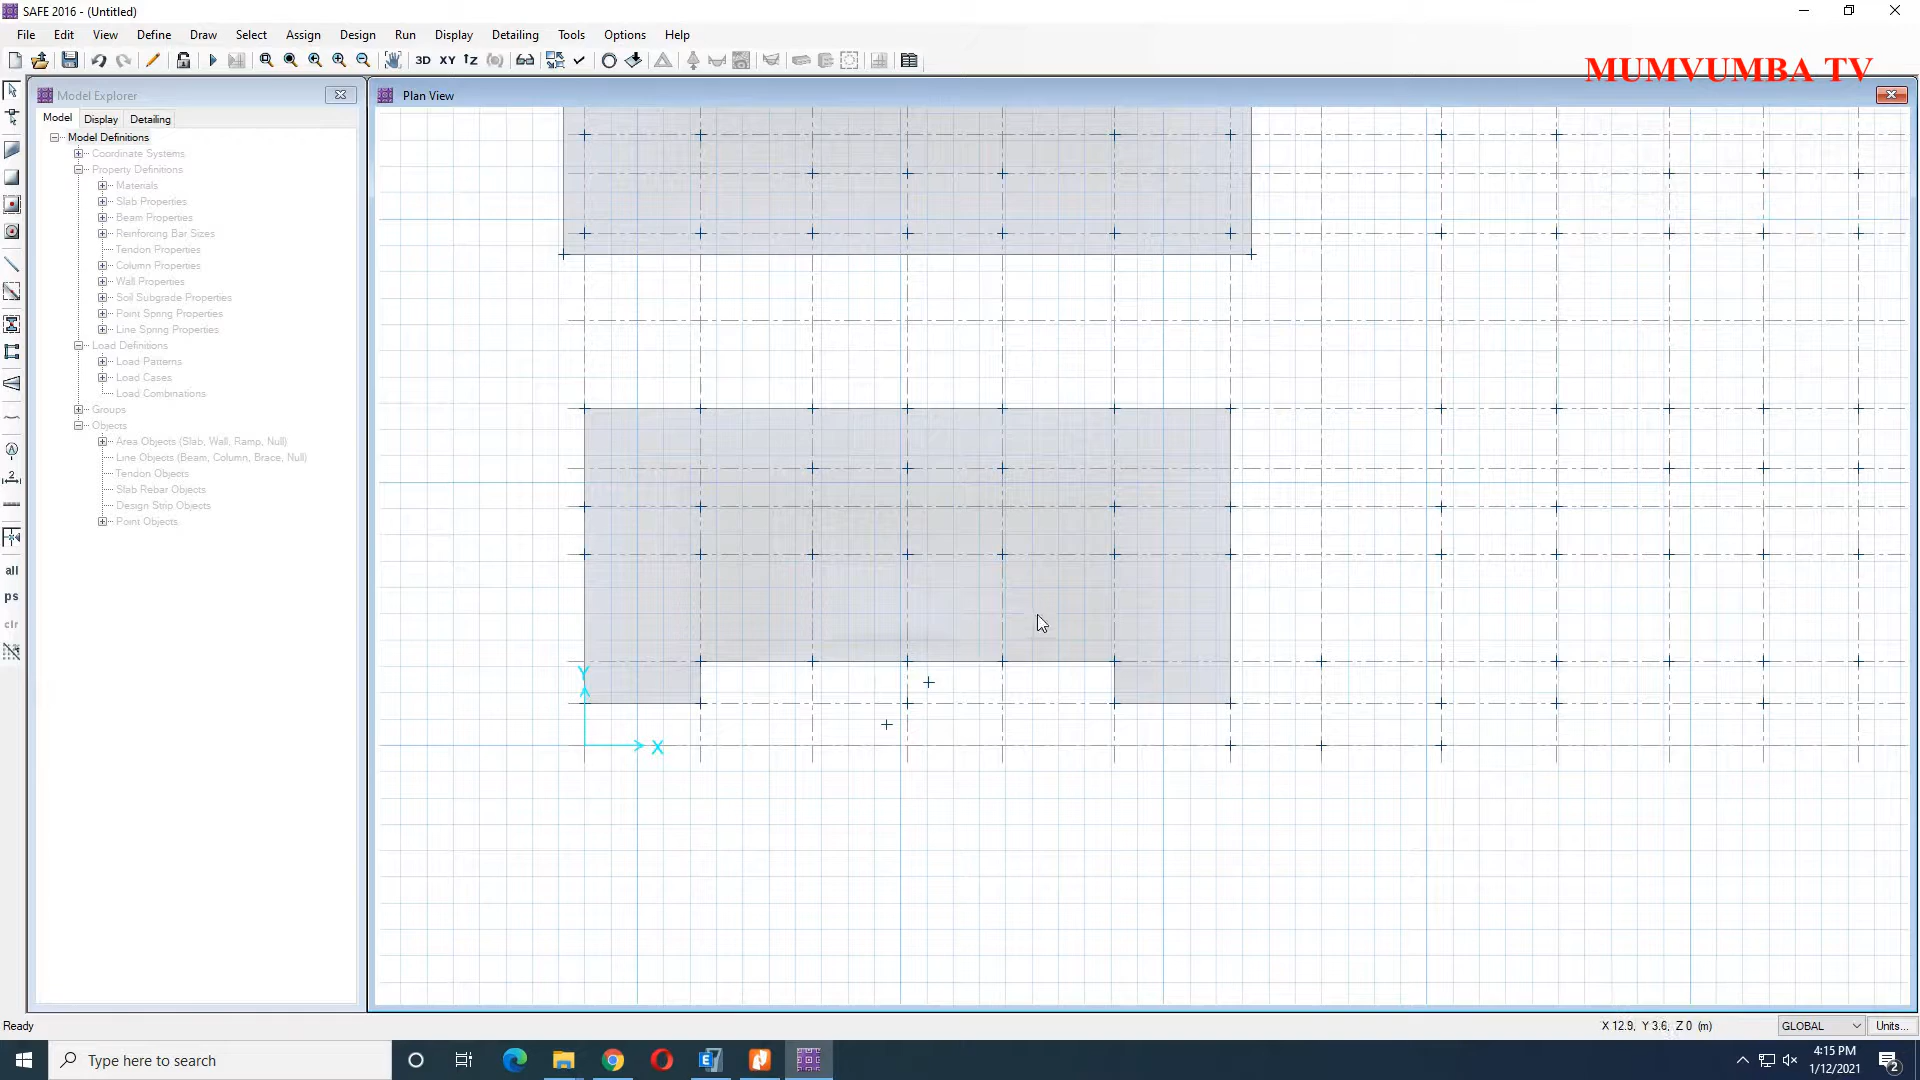 SAFE 2016 - (Untitled)
File Edit View Define Draw Select Assign Design Run Display Detailing Tools Options Help
3D XY
MUMVUMBA TV
Model Explorer
Plan View
Model Display Detailing
Model Definitions
Coordinate Systems
Property Definitions
Materials
Slab Properties
Beam Properties
Reinforcing Bar Sizes
Tendon Properties
Column Properties
Wall Properties
Soil Subgrade Properties
Point Spring Properties
Line Spring Properties
Load Definitions
Load Patterns
Load Cases
Load Combinations
Groups
Objects
Area Objects (Slab, Wall, Ramp, Null)
Line Objects (Beam, Column, Brace, Null)
Tendon Objects
Slab Rebar Objects
Design Strip Objects
Point Objects
all
ps
clr
Y
X
Ready
X 12.9, Y 3.6, Z 0 (m)
GLOBAL
Units...
Type here to search
4:15 PM
1/12/2021
2